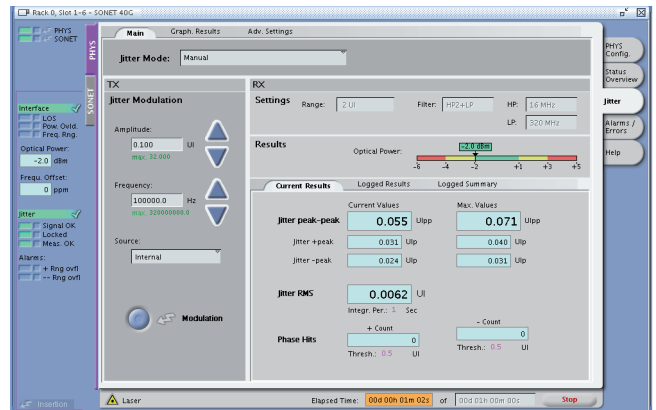 Rack 0, Slot 1-6 - SONET 40G
PHYS
SONET
Interface
LOS
Pow. Ovld.
Freq. Rng.
Optical Power:
-2.0 dBm
Frequ. Offset:
0 ppm
Jitter
Signal OK
Locked
Meas. OK
Alarms:
+ Rng ovfl
-- Rng ovfl
Insertion
PHYS
SONET
Main Graph. Results Adv. Settings
Jitter Mode: Manual
TX
Jitter Modulation
Amplitude:
0.100 UI
max. 32.000
Frequency:
100000.0 Hz
max. 320000000.0
Source:
Internal
Modulation
RX
Settings Range: 2 UI Filter: HP2+LP HP: 16 MHz
LP: 320 MHz
Results Optical Power: -2.0 dBm
-6 -4 -2 +1 +3 +5
Current Results Logged Results Logged Summary
Current Values Max. Values
Jitter peak-peak 0.055 UIpp 0.071 UIpp
Jitter +peak 0.031 UIp 0.040 UIp
Jitter -peak 0.024 UIp 0.031 UIp
Jitter RMS 0.0062 UI
Integr. Per.: 1 Sec
+ Count - Count
Phase Hits 0 0
Thresh.: 0.5 UI Thresh.: 0.5 UI
Laser Elapsed Time: 00d 00h 01m 02s of 00d 01h 00m 00s Stop
PHYS
Config.
Status
Overview
Jitter
Alarms /
Errors
Help